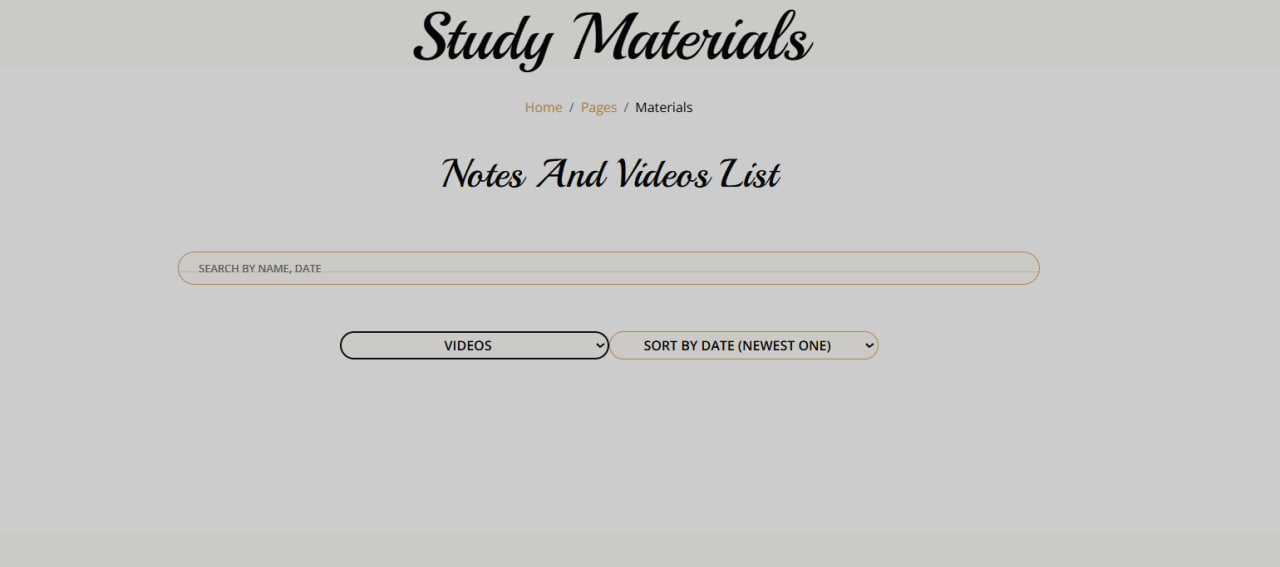 Study Materials
Home / Pages / Materials
Notes And Videos List
SEARCH BY NAME, DATE
VIDEOS SORT BY DATE (NEWEST ONE)